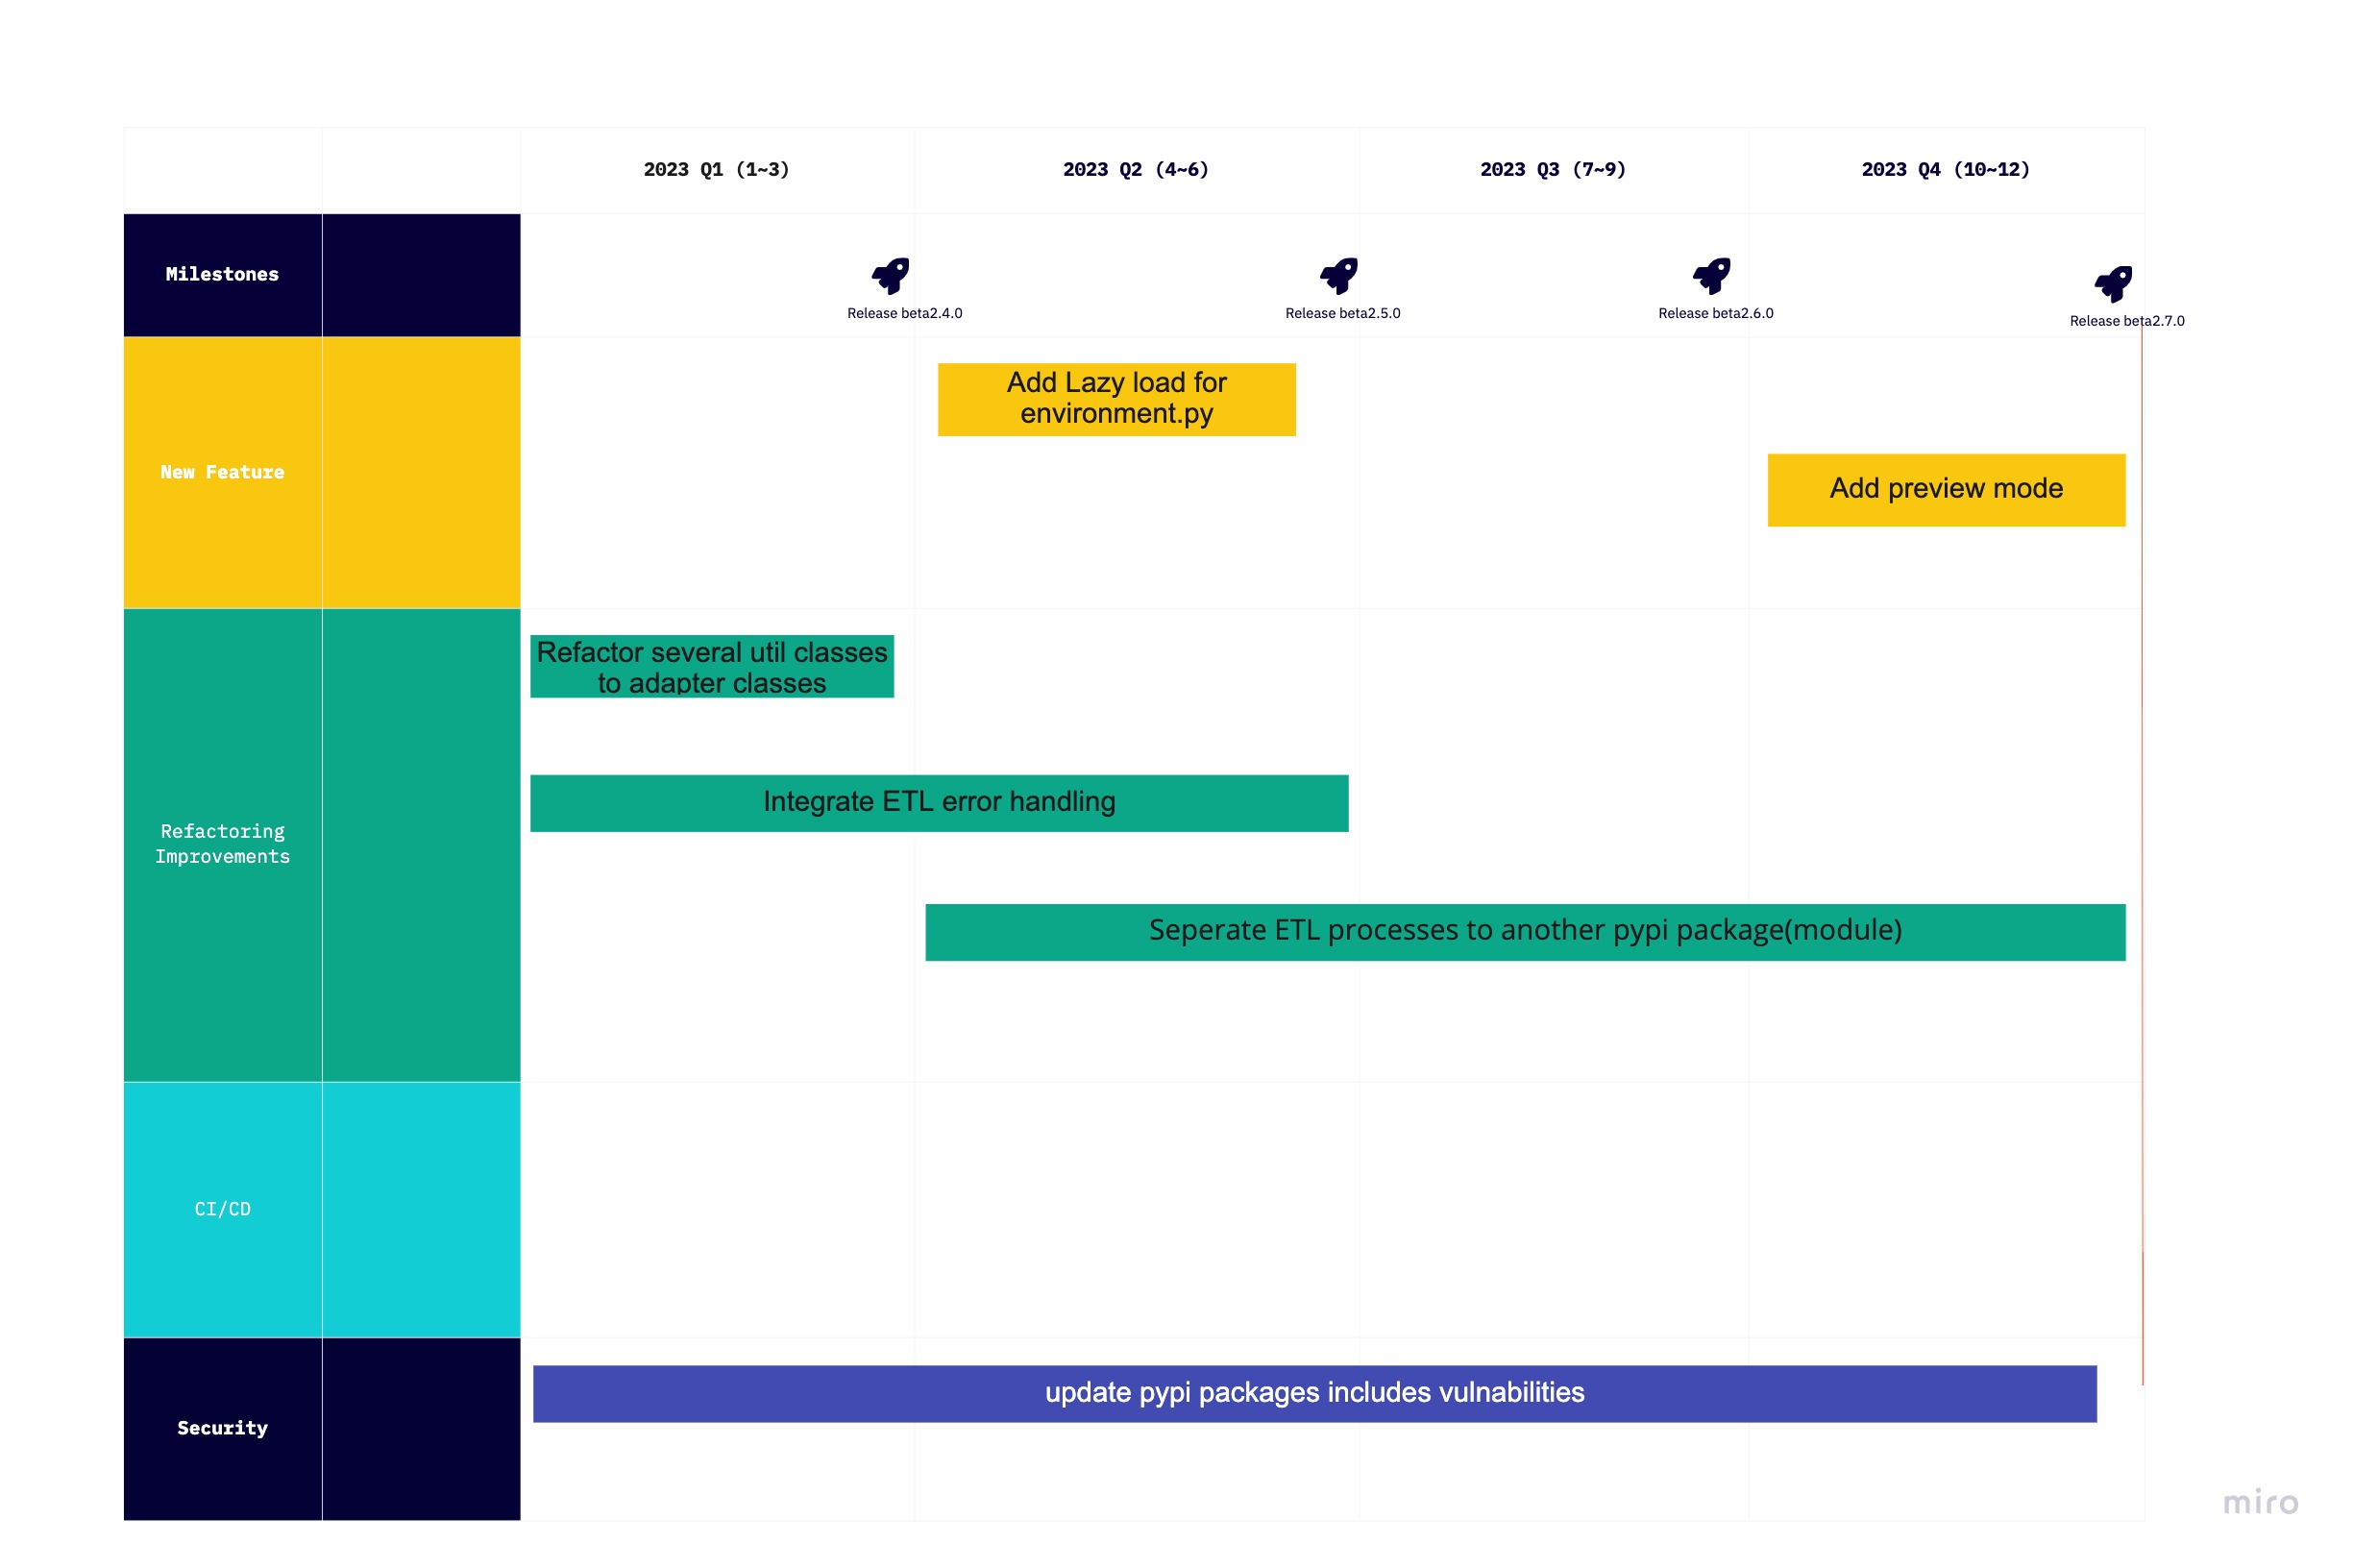 2023 Q1 (1~3)
2023 Q2 (4~6)
2023 Q3 (7~9)
2023 Q4 (10~12)
Milestones
Release beta2.4.0
Release beta2.5.0
Release beta2.6.0
Release beta2.7.0
New Feature
Add Lazy load for
environment.py
Add preview mode
Refactoring
Improvements
Refactor several util classes
to adapter classes
Integrate ETL error handling
Seperate ETL processes to another pypi package(module)
CI/CD
Security
update pypi packages includes vulnabilities
miro